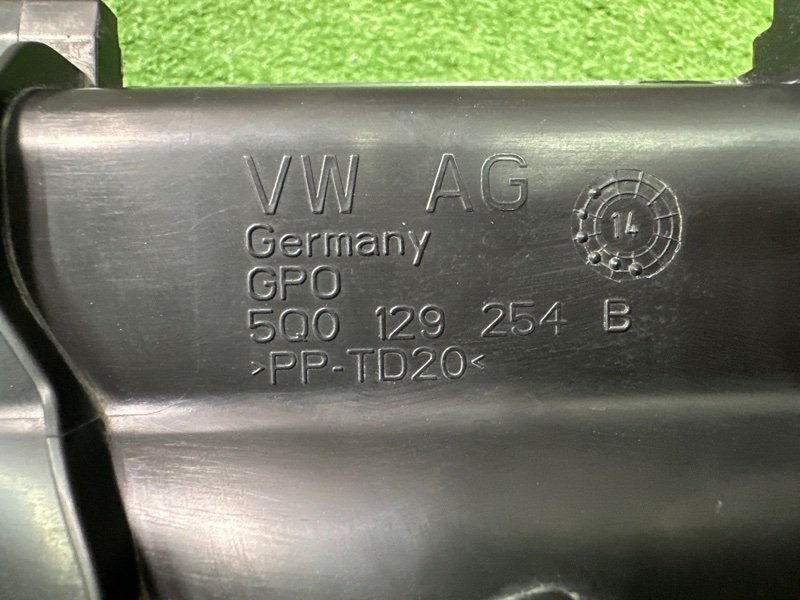 VW AG
14
Germany
GPO
5Q0 129 254 B
>PP-TD20<